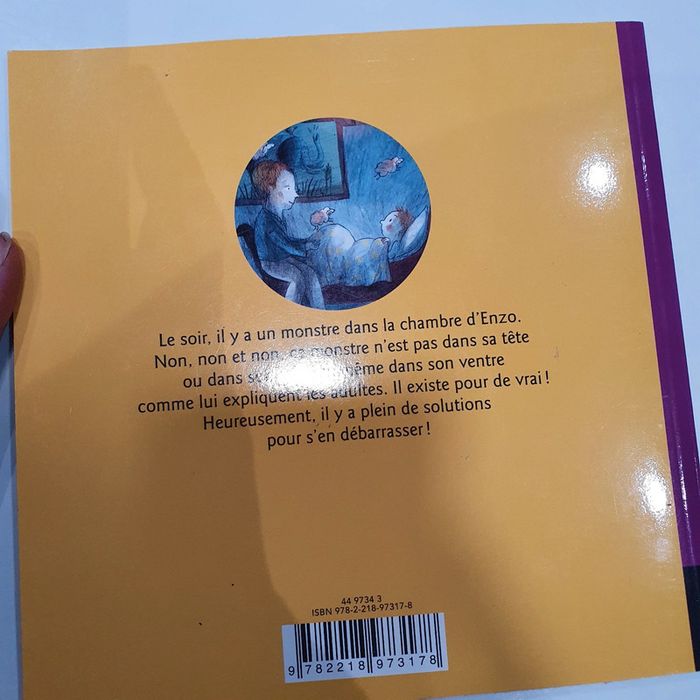 Le soir, il y a un monstre dans la chambre d'Enzo.
Non, non et non, ce monstre n'est pas dans sa tête
ou dans même dans son ventre
comme lui expliquent les adultes. Il existe pour de vrai !
Heureusement, il y a plein de solutions
pour s'en débarrasser !
44 9734 3
ISBN 978-2-218-97317-8
9 782218 973178